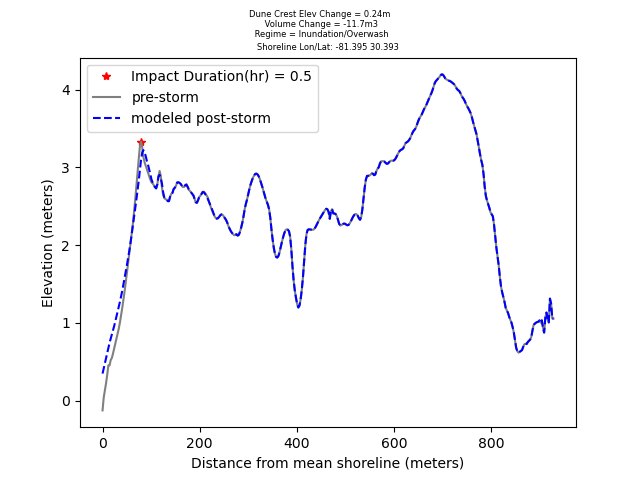 Dune Crest Elev Change = 0.24m
Volume Change = -11.7m3
Regime = Inundation/Overwash
Shoreline Lon/Lat: -81.395 30.393
Impact Duration(hr) = 0.5
pre-storm
modeled post-storm
4
3
2
1
0
Elevation (meters)
0 200 400 600 800
Distance from mean shoreline (meters)